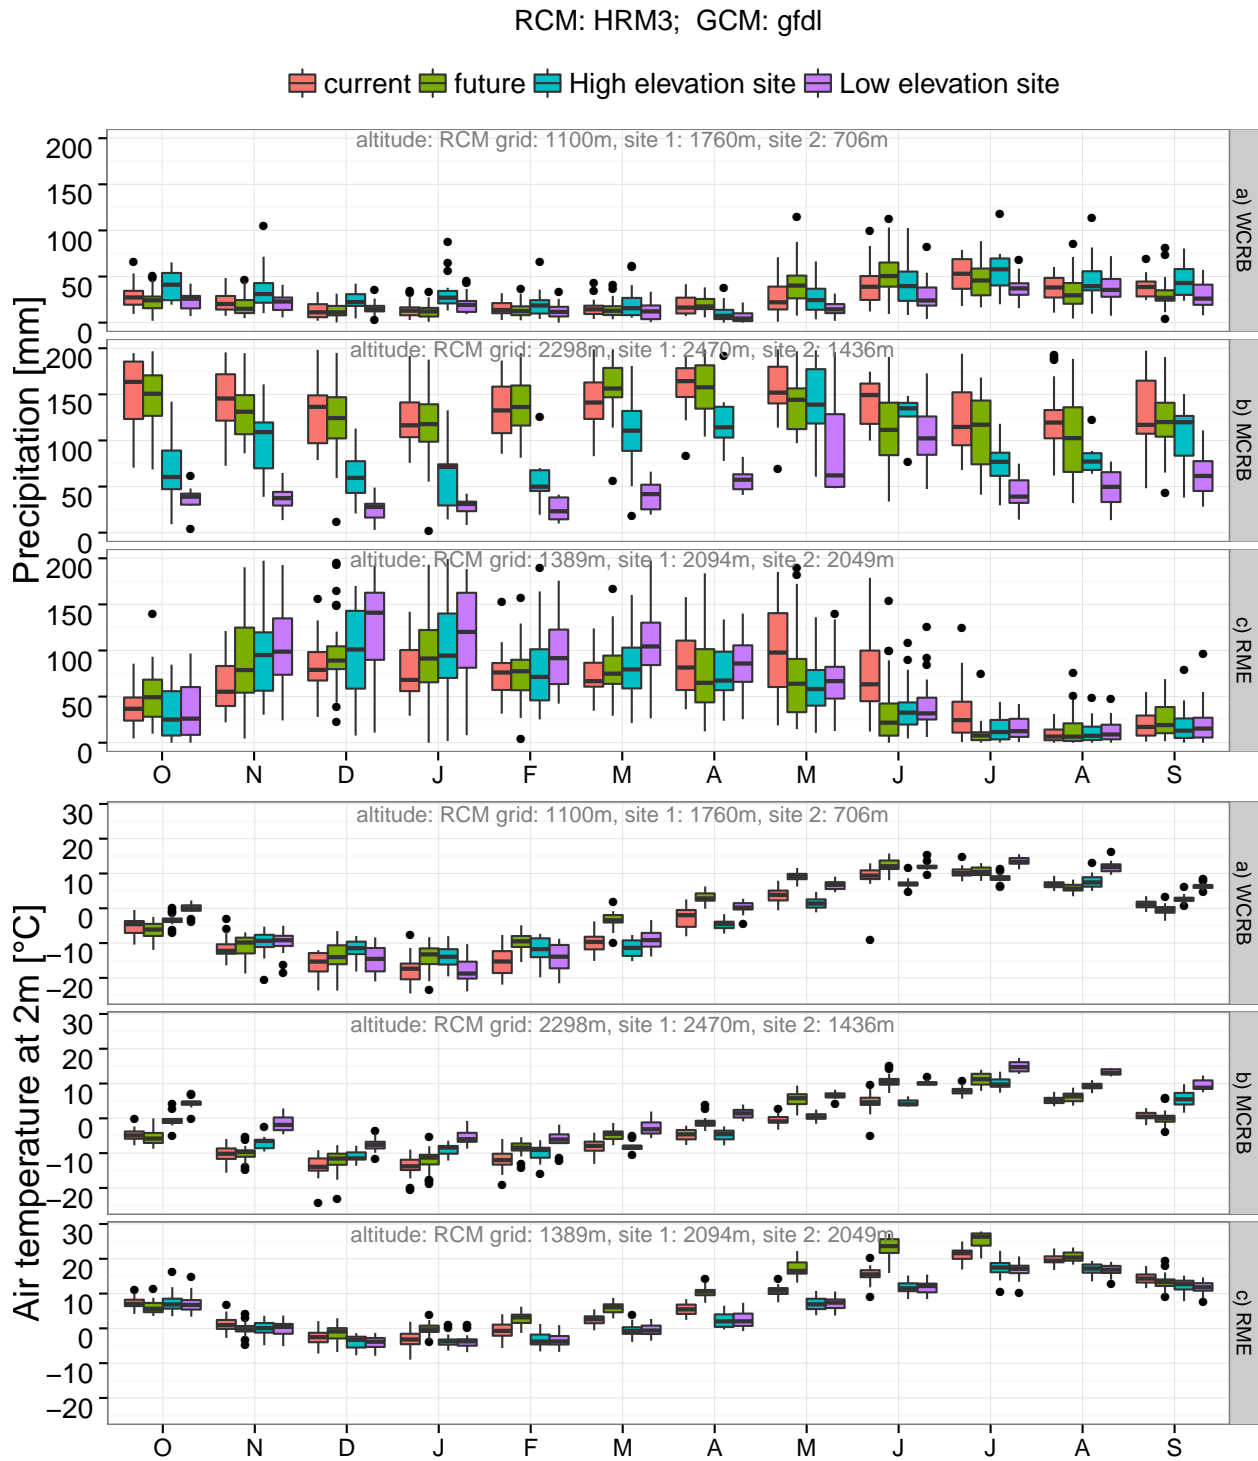 RCM: HRM3;  GCM: gfdl
current future High elevation site Low elevation site
Precipitation [mm]
altitude: RCM grid: 1100m, site 1: 1760m, site 2: 706m
200
150
100
50
0
a) WCRB
altitude: RCM grid: 2298m, site 1: 2470m, site 2: 1436m
200
150
100
50
0
b) MCRB
altitude: RCM grid: 1389m, site 1: 2094m, site 2: 2049m
200
150
100
50
0
c) RME
O N D J F M A M J J A S
Air temperature at 2m [°C]
altitude: RCM grid: 1100m, site 1: 1760m, site 2: 706m
30
20
10
0
−10
−20
a) WCRB
altitude: RCM grid: 2298m, site 1: 2470m, site 2: 1436m
30
20
10
0
−10
−20
b) MCRB
altitude: RCM grid: 1389m, site 1: 2094m, site 2: 2049m
30
20
10
0
−10
−20
c) RME
O N D J F M A M J J A S